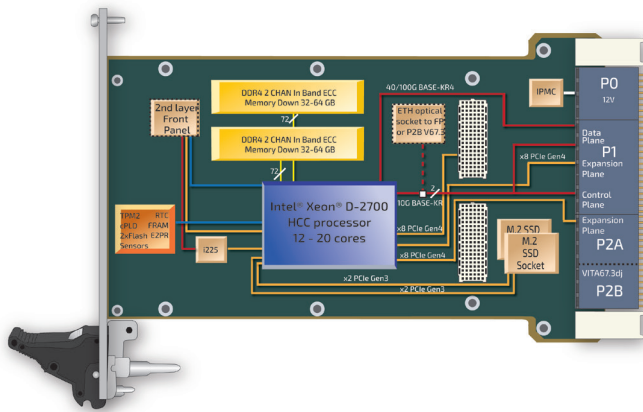 DDR4 2 CHAN In Band ECC
Memory Down 32-64 GB
72
DDR4 2 CHAN In Band ECC
Memory Down 32-64 GB
72
2nd layer
Front
Panel
40/100G BASE-KR4
ETH optical
socket to FP
or P2B V67.3
IPMC
P0
12V
Data
Plane
P1
x8 PCIe Gen4
Expansion
Plane
2
10G BASE-KR
Control
Plane
Intel® Xeon® D-2700
HCC processor
12 - 20 cores
TPM2 RTC
cPLD FRAM
2xFlash E2PR
Sensors
i225
x8 PCIe Gen4
x8 PCIe Gen4
Expansion
Plane
P2A
M.2 SSD
M.2
SSD
Socket
x2 PCIe Gen3
x2 PCIe Gen3
VITA67.3dj
P2B